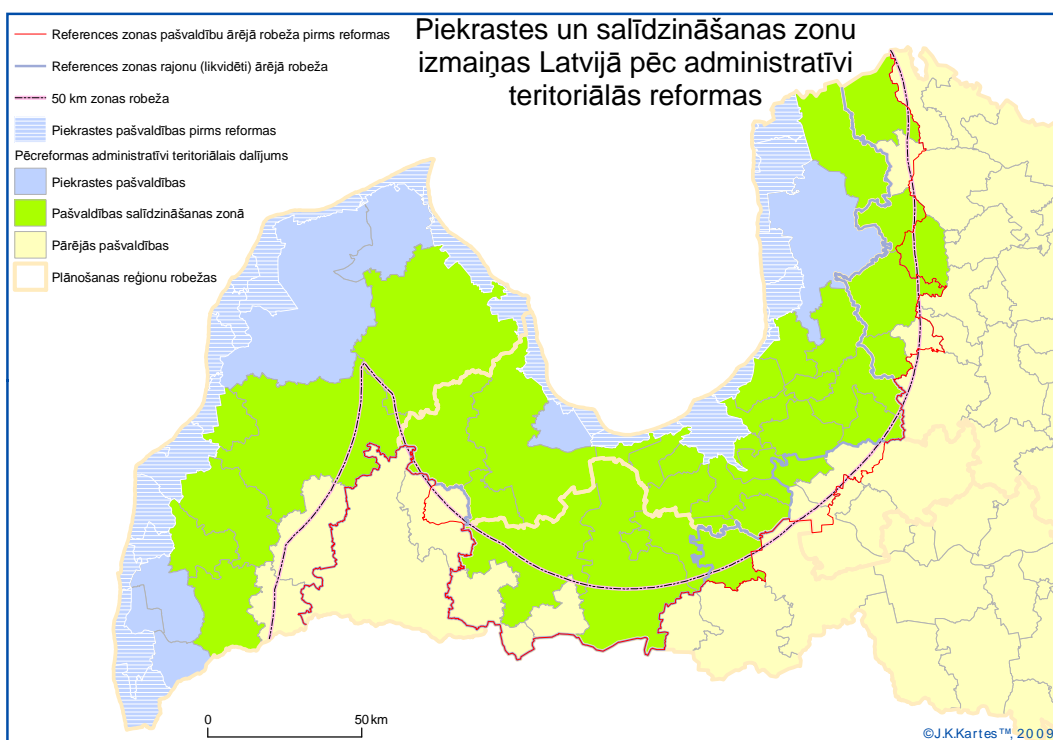 Piekrastes un salīdzināšanas zonu
izmaiņas Latvijā pēc administratīvi
teritoriālās reformas
References zonas pašvaldību ārējā robeža pirms reformas
References zonas rajonu (likvidēti) ārējā robeža
50 km zonas robeža
Piekrastes pašvaldības pirms reformas
Pēcreformas administratīvi teritoriālais dalījums
Piekrastes pašvaldības
Pašvaldības salīdzināšanas zonā
Pārējās pašvaldības
Plānošanas reģionu robežas
0 50 km
©J.K.Kartes™, 2009